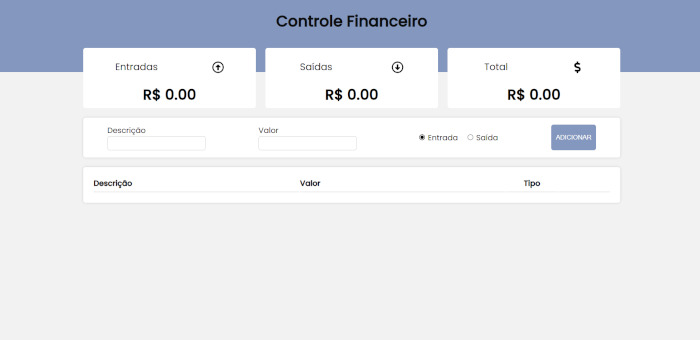 Controle Financeiro
Entradas
R$ 0.00
Saídas
R$ 0.00
Total
$
R$ 0.00
Descrição
Valor
Entrada
Saída
ADICIONAR
Descrição Valor Tipo